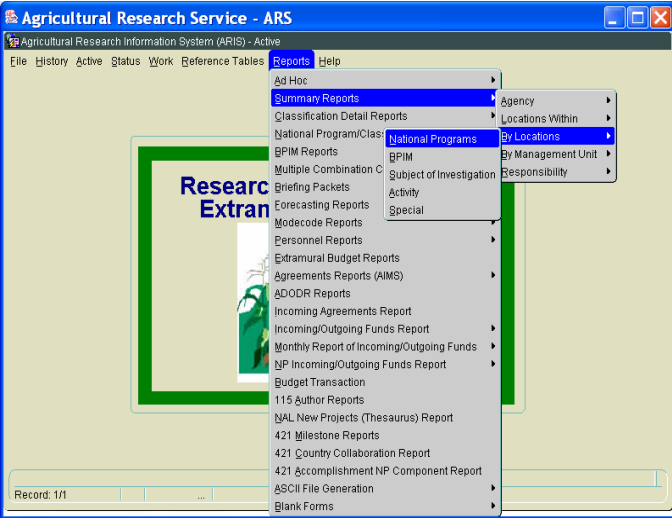 Agricultural Research Service - ARS
Agricultural Research Information System (ARIS) - Active
File History Active Status Work Reference Tables Reports Help
Ad Hoc
Summary Reports
Classification Detail Reports
National Program/Clas
BPIM Reports
Multiple Combination C
Briefing Packets
Forecasting Reports
Modecode Reports
Personnel Reports
Extramural Budget Reports
Agreements Reports (AIMS)
ADODR Reports
Incoming Agreements Report
Incoming/Outgoing Funds Report
Monthly Report of Incoming/Outgoing Funds
NP Incoming/Outgoing Funds Report
Budget Transaction
115 Author Reports
NAL New Projects (Thesaurus) Report
421 Milestone Reports
421 Country Collaboration Report
421 Accomplishment NP Component Report
ASCII File Generation
Blank Forms
Agency
Locations Within
By Locations
By Management Unit
Responsibility
National Programs
BPIM
Subject of Investigation
Activity
Special
Researc
Extran
Record: 1/1
...